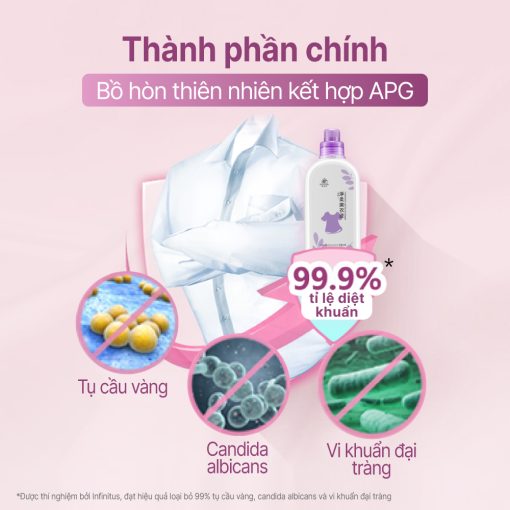 Thành phần chính
Bồ hòn thiên nhiên kết hợp APG
99.9%*
tỉ lệ diệt
khuẩn
Tụ cầu vàng
Candida
albicans
Vi khuẩn đại
tràng
*Được thí nghiệm bởi Infinitus, đạt hiệu quả loại bỏ 99% tụ cầu vàng, candida albicans và vi khuẩn đại tràng